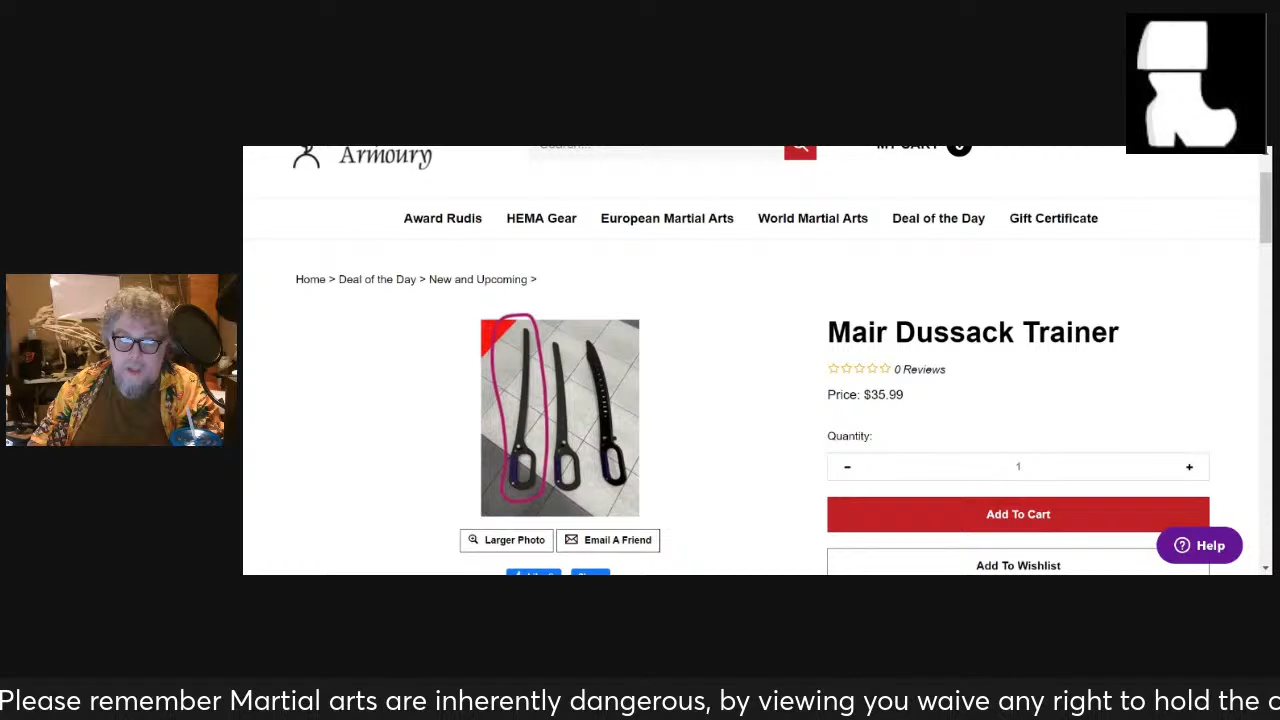 Armoury
Award Rudis HEMA Gear European Martial Arts World Martial Arts Deal of the Day Gift Certificate
Home > Deal of the Day > New and Upcoming >
Mair Dussack Trainer
0 Reviews
Price: $35.99
Quantity:
- 1 +
Add To Cart
Larger Photo Email A Friend
Help
Add To Wishlist
Please remember Martial arts are inherently dangerous, by viewing you waive any right to hold the